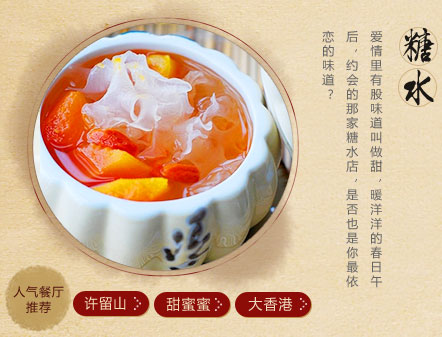 糖水
爱情里有股味道叫做甜，暖洋洋的春日午
后，约会的那家糖水店，是否也是你最依
恋的味道？
人气餐厅
推荐
许留山
甜蜜蜜
大香港